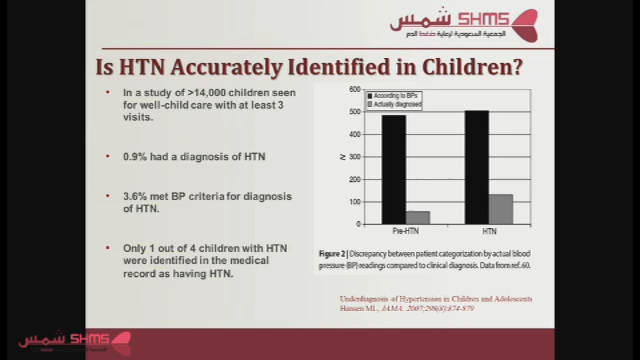 شمس SHMS
الجمعية السعودية لرعاية ضغط الدم
Is HTN Accurately Identified in Children?
• In a study of >14,000 children seen
for well-child care with at least 3
visits.
• 0.9% had a diagnosis of HTN
• 3.6% met BP criteria for diagnosis
of HTN.
• Only 1 out of 4 children with HTN
were identified in the medical
record as having HTN.
600
500
400
300
200
100
0
N
According to BPs
Actually diagnosed
Pre-HTN
HTN
Figure 2 | Discrepancy between patient categorization by actual blood
pressure (BP) readings compared to clinical diagnosis. Data from ref. 60.
Underdiagnosis of Hypertension in Children and Adolescents
Hansen ML, JAMA. 2007;298(8):874-879
شمس SHMS